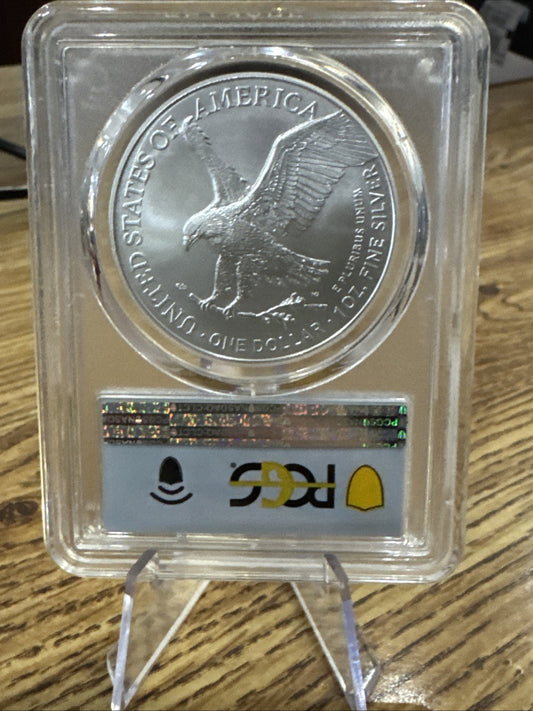 UNITED STATES OF AMERICA
E PLURIBUS UNUM
1 OZ. FINE SILVER
· ONE DOLLAR ·
PCGS